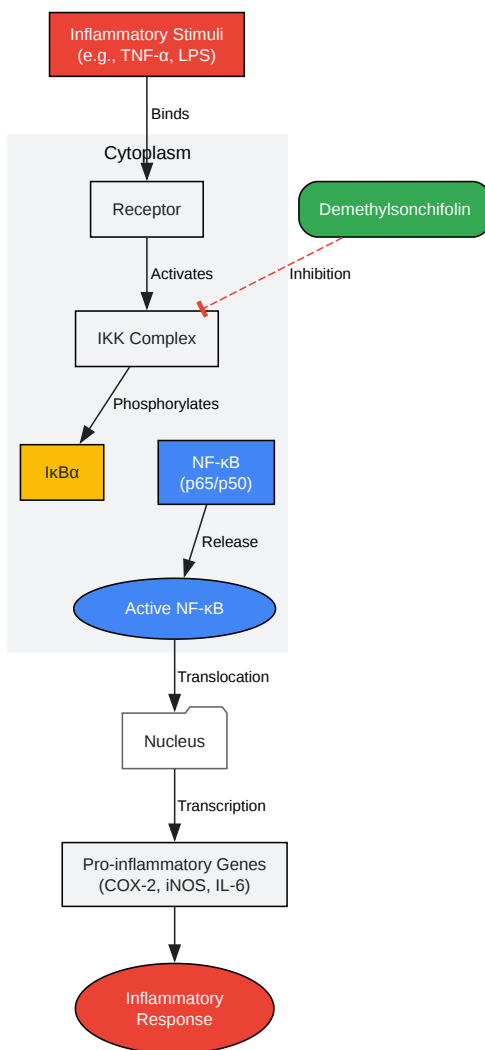 Inflammatory Stimuli
(e.g., TNF-α, LPS)
Binds
Cytoplasm
Receptor
Demethylsonchifolin
Activates
Inhibition
IKK Complex
Phosphorylates
IκBα
NF-κB
(p65/p50)
Release
Active NF-κB
Translocation
Nucleus
Transcription
Pro-inflammatory Genes
(COX-2, iNOS, IL-6)
Inflammatory
Response